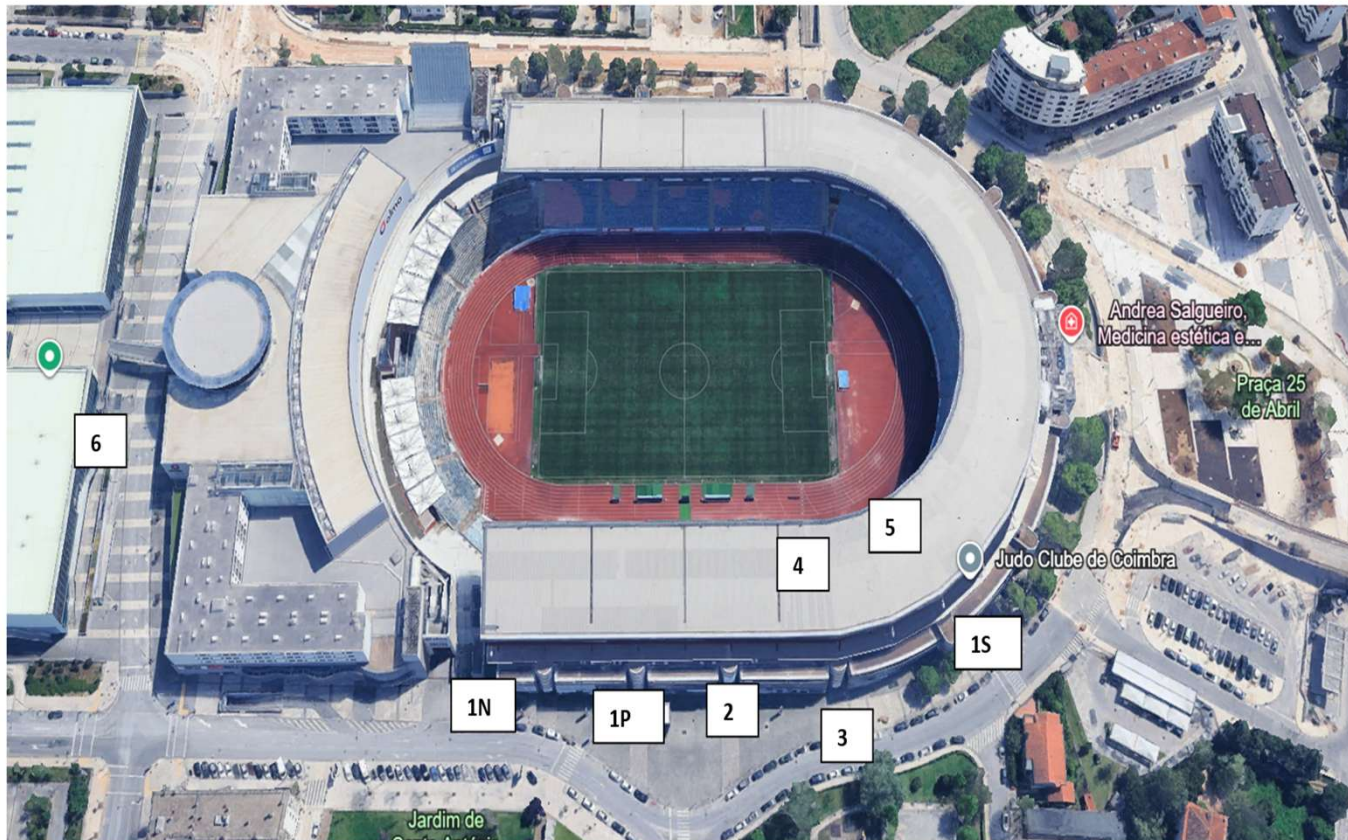 Dolce
Andrea Salgueiro,
Medicina estética e...
Praça 25
de Abril
6
5
4
Judo Clube de Coimbra
1S
1N
1P
2
3
Jardim de